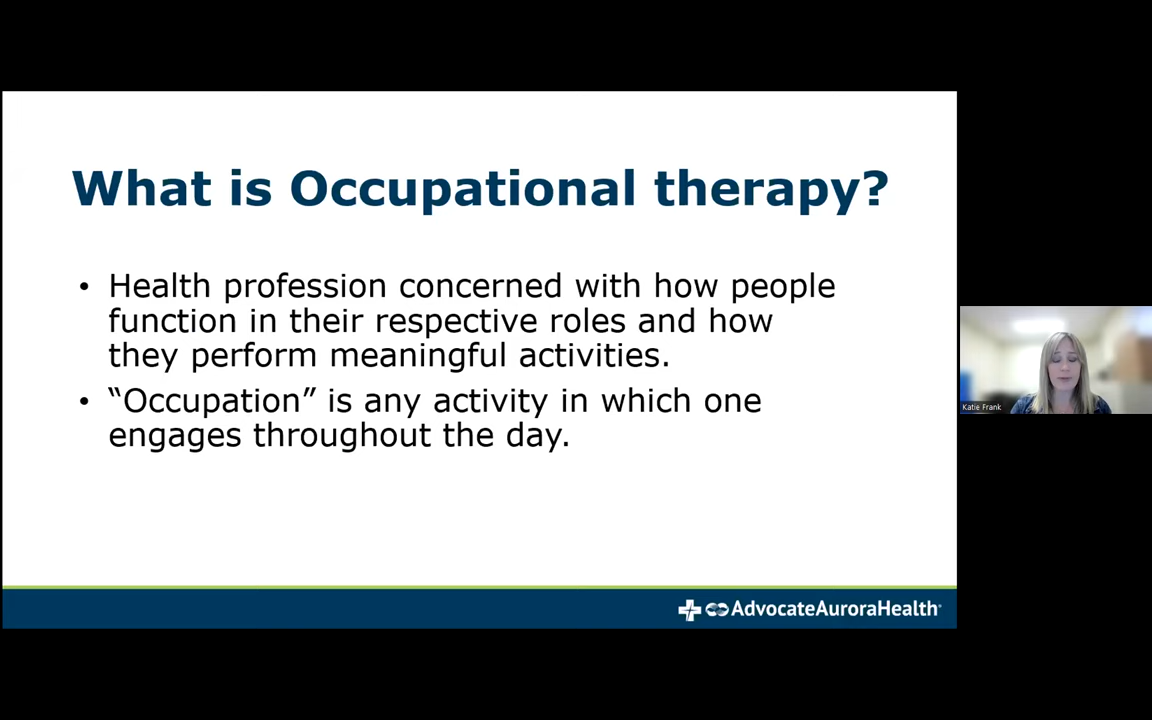 What is Occupational therapy?
• Health profession concerned with how people
function in their respective roles and how
they perform meaningful activities.
• “Occupation” is any activity in which one
engages throughout the day.
AdvocateAuroraHealth®
Katie Frank